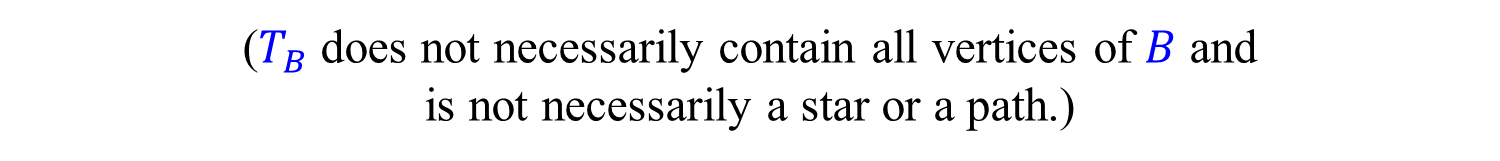 (T_B does not necessarily contain all vertices of B and
is not necessarily a star or a path.)